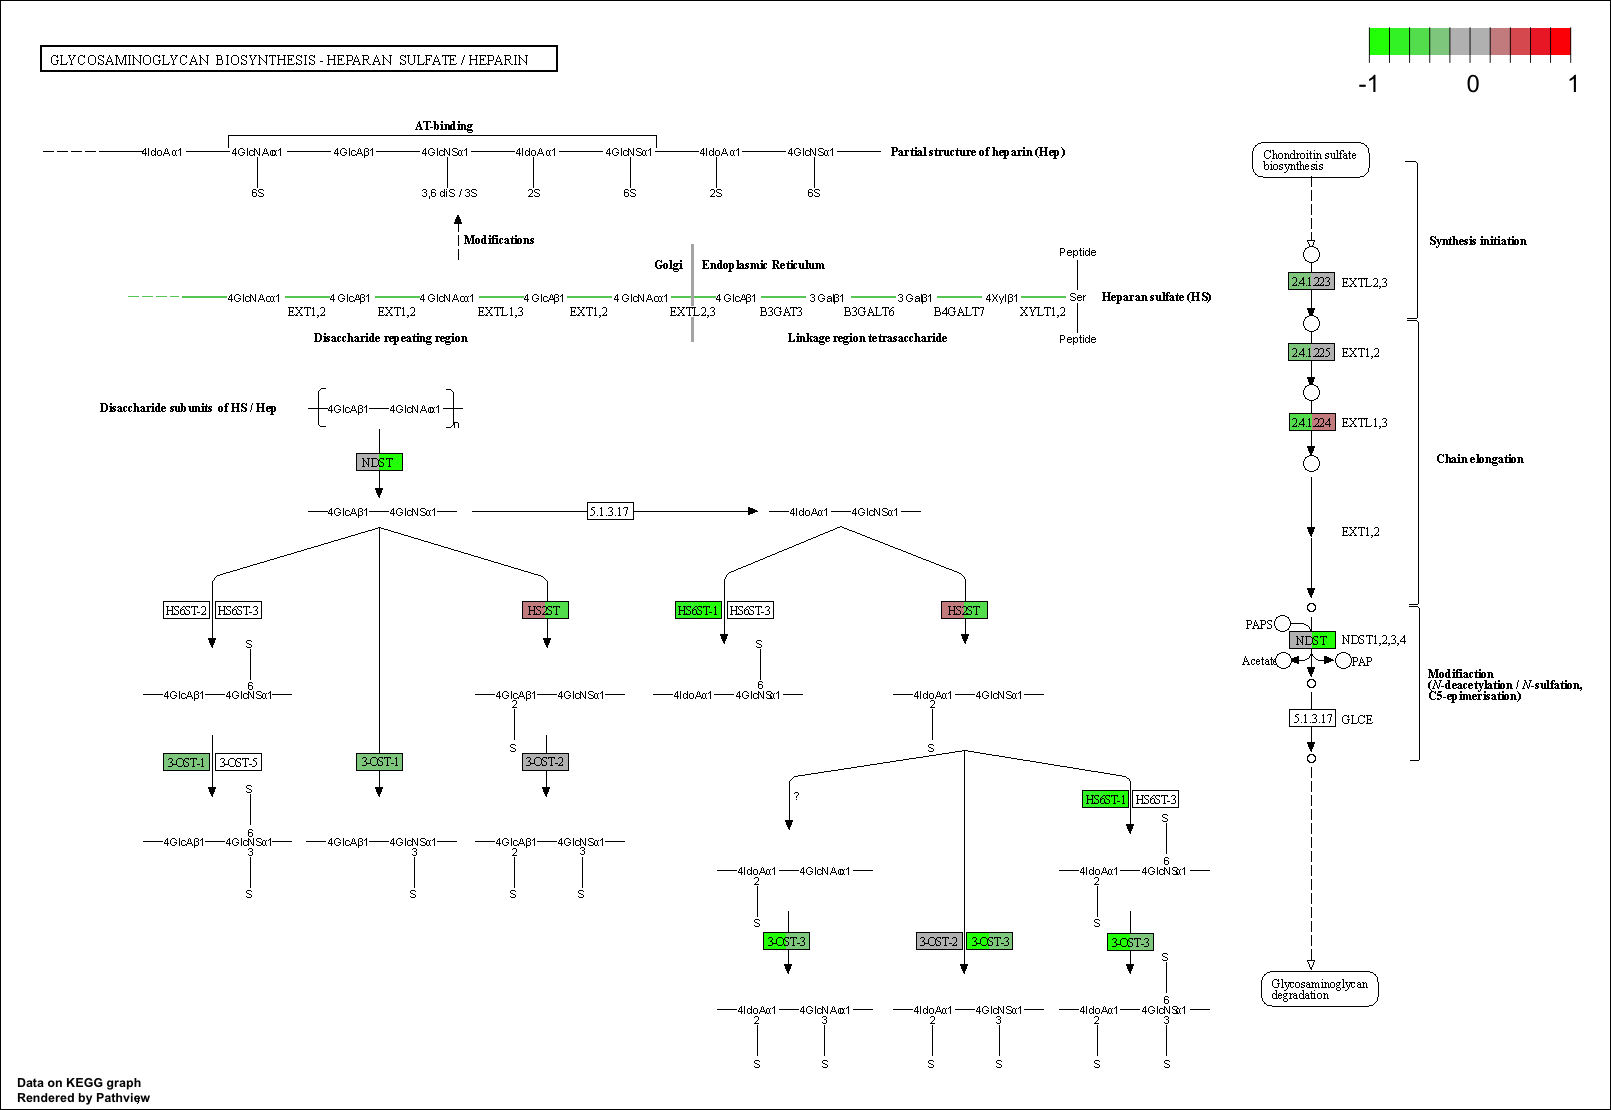 GLYCOSAMINOGLYCAN BIOSYNTHESIS - HEPARAN SULFATE / HEPARIN
-1 0 1
AT-binding
4IdoAα1 4GlcNAα1 4GlcAβ1 4GlcNSα1 4IdoAα1 4GlcNSα1 4IdoAα1 4GlcNSα1
Partial structure of heparin (Hep)
6S 3,6 diS / 3S 2S 6S 2S 6S
Modifications
Golgi Endoplasmic Reticulum
Peptide
4GlcNAα1 4GlcAβ1 4GlcNAα1 4GlcAβ1 4GlcNAα1 4GlcAβ1 3Galβ1 3Galβ1 4Xylβ1 Ser
Heparan sulfate (HS)
EXT1,2 EXT1,2 EXTL1,3 EXT1,2 EXTL2,3 B3GAT3 B3GALT6 B4GALT7 XYLT1,2
Disaccharide repeating region Linkage region tetrasaccharide
Peptide
Disaccharide subunits of HS / Hep
4GlcAβ1 4GlcNAα1
n
NDST
4GlcAβ1 4GlcNSα1 5.1.3.17 4IdoAα1 4GlcNSα1
HS6ST-2 HS6ST-3 HS2ST HS6ST-1 HS6ST-3 HS2ST
S S
6 6
4GlcAβ1 4GlcNSα1 4GlcAβ1 4GlcNSα1 4IdoAα1 4GlcNSα1 4IdoAα1 4GlcNSα1
2 2
S S
3-OST-1 3-OST-5 3-OST-1 3-OST-2
S ? HS6ST-1 HS6ST-3
S
6
4GlcAβ1 4GlcNSα1 4GlcAβ1 4GlcNSα1 4GlcAβ1 4GlcNSα1
3 3 2 3
S S S S
6
4IdoAα1 4GlcNAα1 4IdoAα1 4GlcNSα1
2 2
S S
3-OST-3 3-OST-2 3-OST-3 3-OST-3
S
6
4IdoAα1 4GlcNAα1 4IdoAα1 4GlcNSα1 4IdoAα1 4GlcNSα1
2 3 2 3 2 3
S S S S S S
Chondroitin sulfate
biosynthesis
Synthesis initiation
2.4.1.223 EXTL2,3
2.4.1.225 EXT1,2
2.4.1.224 EXTL1,3
Chain elongation
EXT1,2
PAPS
NDST NDST1,2,3,4
Acetate PAP
Modifiaction
(N-deacetylation / N-sulfation,
C5-epimerisation)
5.1.3.17 GLCE
Glycosaminoglycan
degradation
Data on KEGG graph
Rendered by Pathview